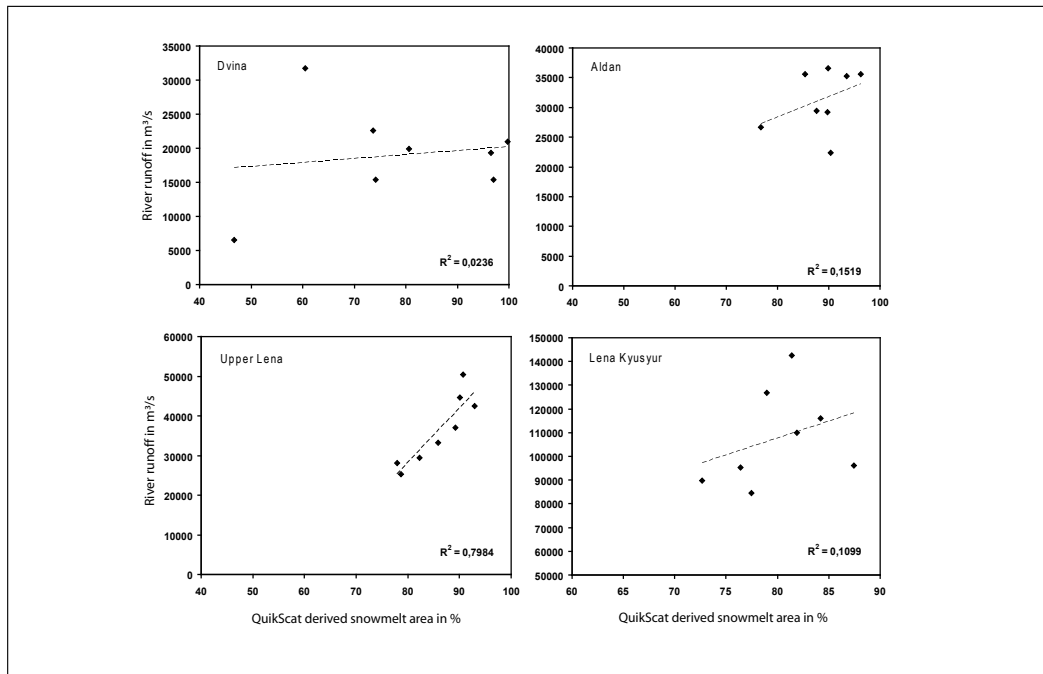 Dvina
River runoff in m³/s
35000
30000
25000
20000
15000
10000
5000
0
40 50 60 70 80 90 100
R² = 0,0236
Aldan
40000
35000
30000
25000
20000
15000
10000
5000
0
40 50 60 70 80 90 100
R² = 0,1519
Upper Lena
River runoff in m³/s
60000
50000
40000
30000
20000
10000
0
40 50 60 70 80 90 100
R² = 0,7984
QuikScat derived snowmelt area in %
Lena Kyusyur
150000
140000
130000
120000
110000
100000
90000
80000
70000
60000
50000
60 65 70 75 80 85 90
R² = 0,1099
QuikScat derived snowmelt area in %